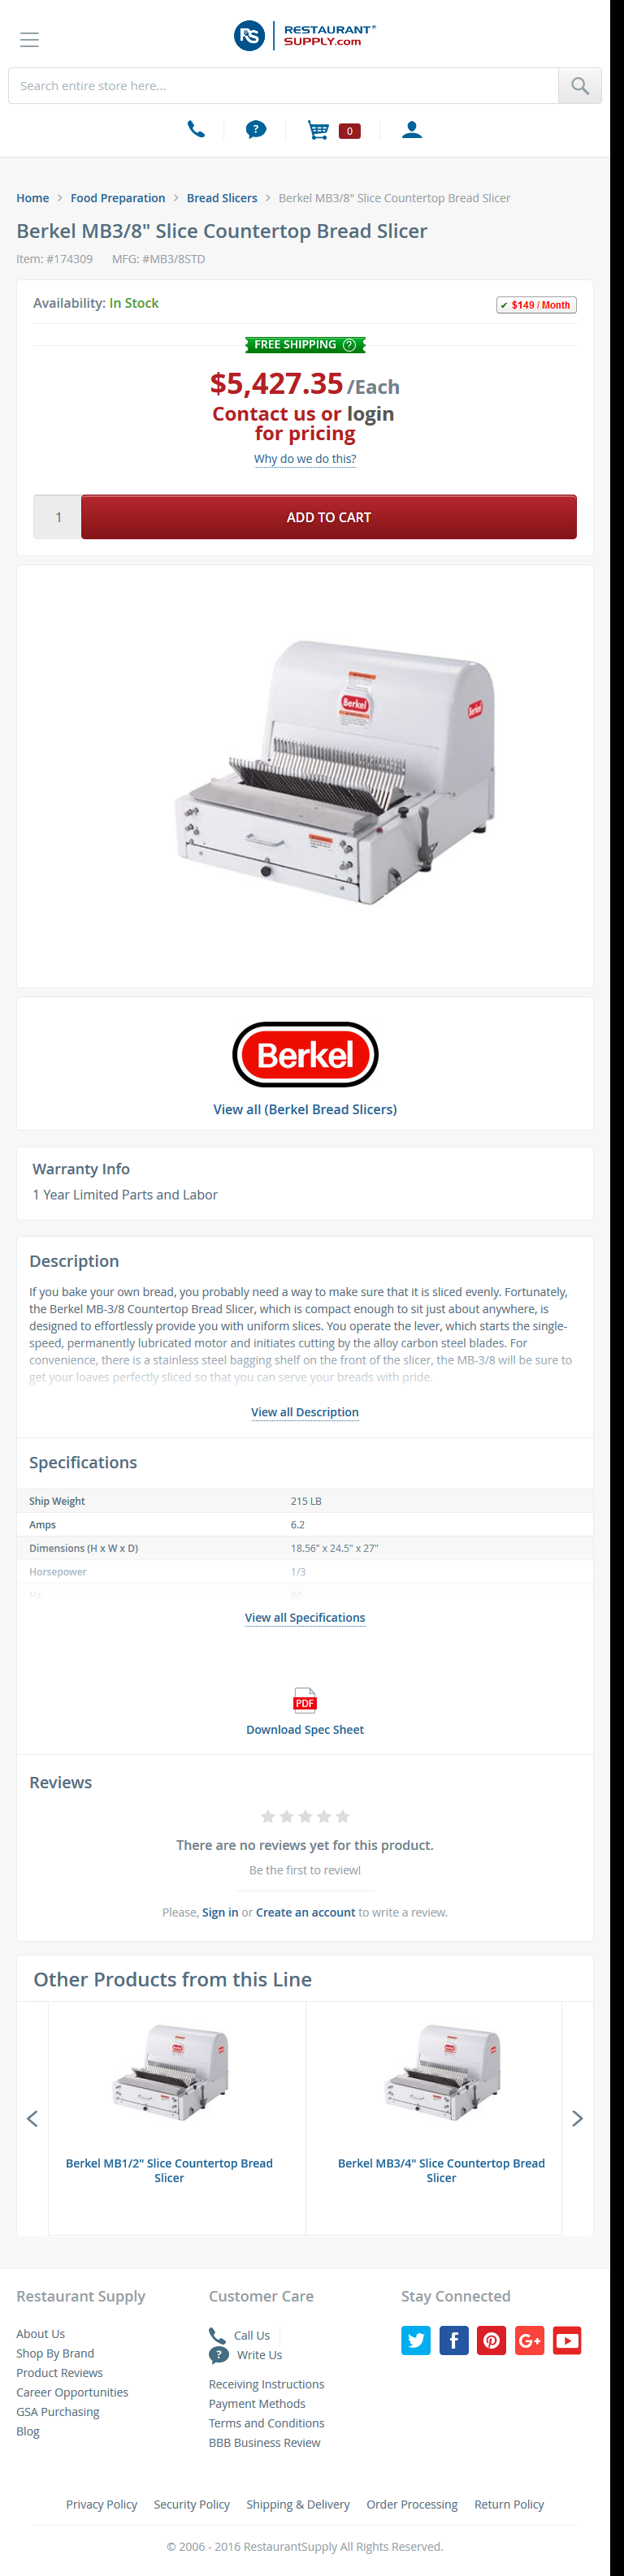 RS RESTAURANT
SUPPLY.com
Search entire store here...
?
0
Home > Food Preparation > Bread Slicers > Berkel MB3/8" Slice Countertop Bread Slicer
Berkel MB3/8" Slice Countertop Bread Slicer
Item: #174309 MFG: #MB3/8STD
Availability: In Stock
✔ $149 / Month
FREE SHIPPING ?
$5,427.35 /Each
Contact us or login
for pricing
Why do we do this?
1 ADD TO CART
Berkel
Berkel
Berkel
View all (Berkel Bread Slicers)
Warranty Info
1 Year Limited Parts and Labor
Description
If you bake your own bread, you probably need a way to make sure that it is sliced evenly. Fortunately,
the Berkel MB-3/8 Countertop Bread Slicer, which is compact enough to sit just about anywhere, is
designed to effortlessly provide you with uniform slices. You operate the lever, which starts the single-
speed, permanently lubricated motor and initiates cutting by the alloy carbon steel blades. For
convenience, there is a stainless steel bagging shelf on the front of the slicer, the MB-3/8 will be sure to
get your loaves perfectly sliced so that you can serve your breads with pride.
View all Description
Specifications
Ship Weight 215 LB
Amps 6.2
Dimensions (H x W x D) 18.56" x 24.5" x 27"
Horsepower 1/3
Hz. 60
View all Specifications
PDF
Download Spec Sheet
Reviews
There are no reviews yet for this product.
Be the first to review!
Please, Sign in or Create an account to write a review.
Other Products from this Line
Berkel MB1/2" Slice Countertop Bread
Slicer
Berkel MB3/4" Slice Countertop Bread
Slicer
Restaurant Supply
About Us
Shop By Brand
Product Reviews
Career Opportunities
GSA Purchasing
Blog
Customer Care
Call Us
? Write Us
Receiving Instructions
Payment Methods
Terms and Conditions
BBB Business Review
Stay Connected
f G+
Privacy Policy Security Policy Shipping & Delivery Order Processing Return Policy
© 2006 - 2016 RestaurantSupply All Rights Reserved.